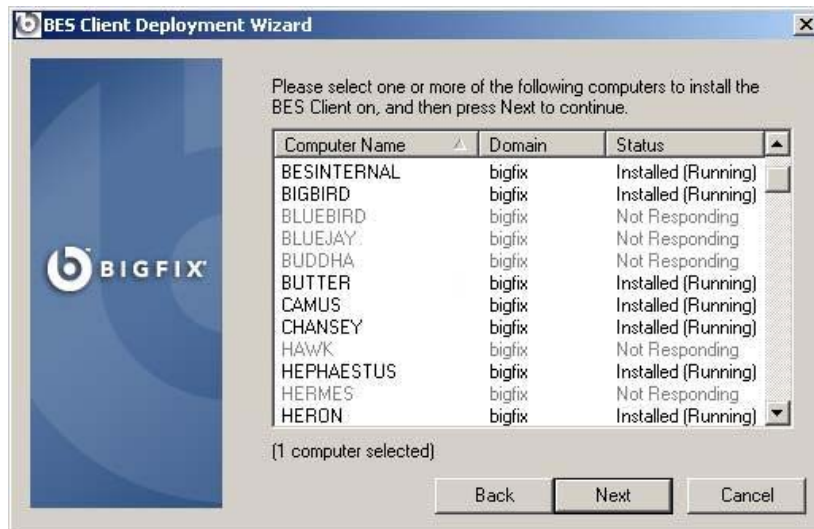 BES Client Deployment Wizard
Please select one or more of the following computers to install the
BES Client on, and then press Next to continue.
Computer Name Domain Status
BESINTERNAL bigfix Installed (Running)
BIGBIRD bigfix Installed (Running)
BLUEBIRD bigfix Not Responding
BLUEJAY bigfix Not Responding
BUDDHA bigfix Not Responding
BUTTER bigfix Installed (Running)
CAMUS bigfix Installed (Running)
CHANSEY bigfix Installed (Running)
HAWK bigfix Not Responding
HEPHAESTUS bigfix Installed (Running)
HERMES bigfix Not Responding
HERON bigfix Installed (Running)
BIGFIX
(1 computer selected)
Back Next Cancel